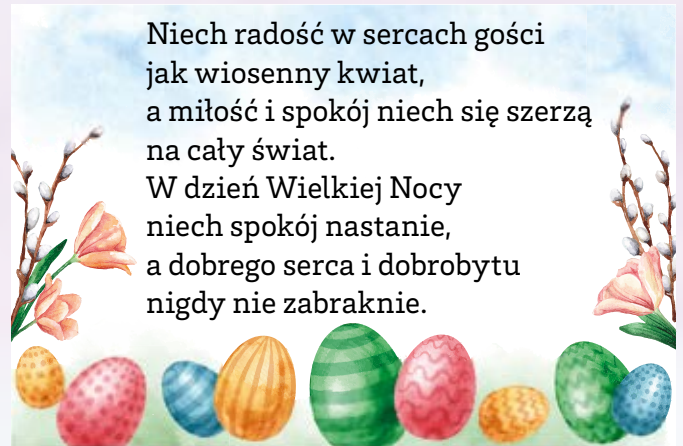 Niech radość w sercach gości
jak wiosenny kwiat,
a miłość i spokój niech się szerzą
na cały świat.
W dzień Wielkiej Nocy
niech spokój nastanie,
a dobrego serca i dobrobytu
nigdy nie zabraknie.